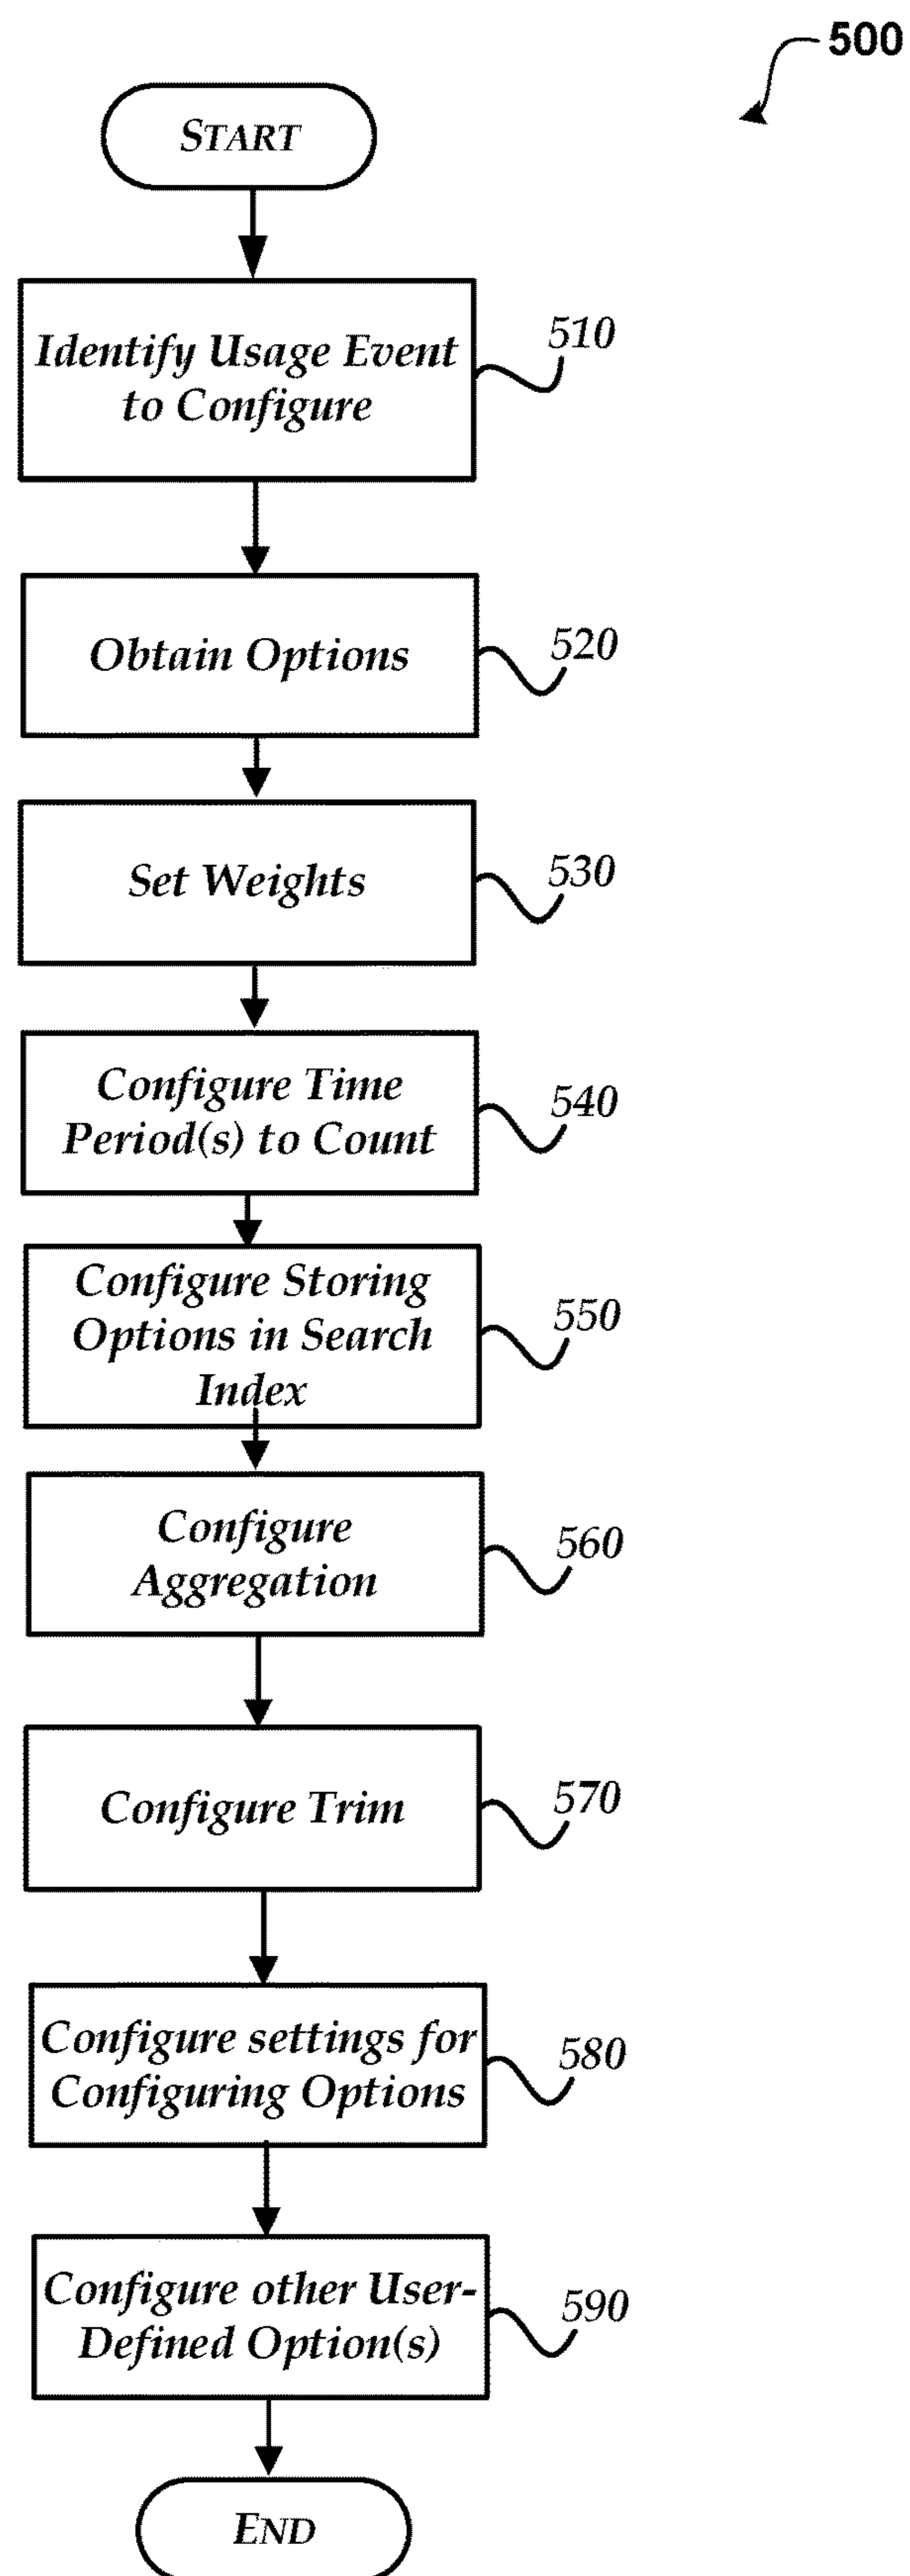 500
START
Identify Usage Event
to Configure
510
Obtain Options
520
Set Weights
530
Configure Time
Period(s) to Count
540
Configure Storing
Options in Search
Index
550
Configure
Aggregation
560
Configure Trim
570
Configure settings for
Configuring Options
580
Configure other User-
Defined Option(s)
590
END